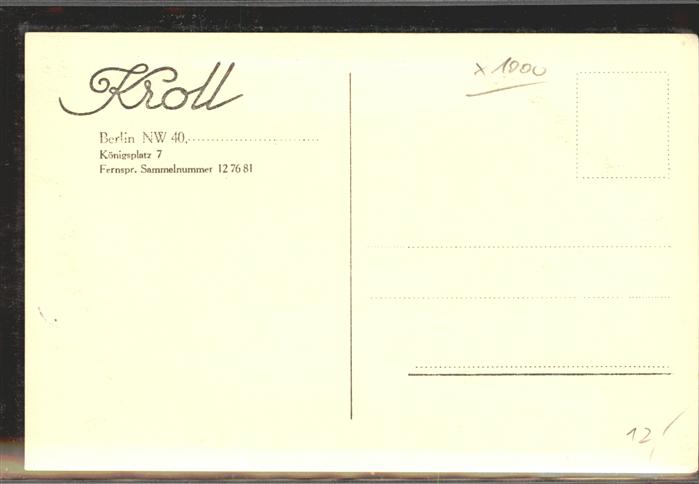 Kroll
Berlin NW 40,
Königsplatz 7
Fernspr. Sammelnummer 12 76 81
x 1000
12,